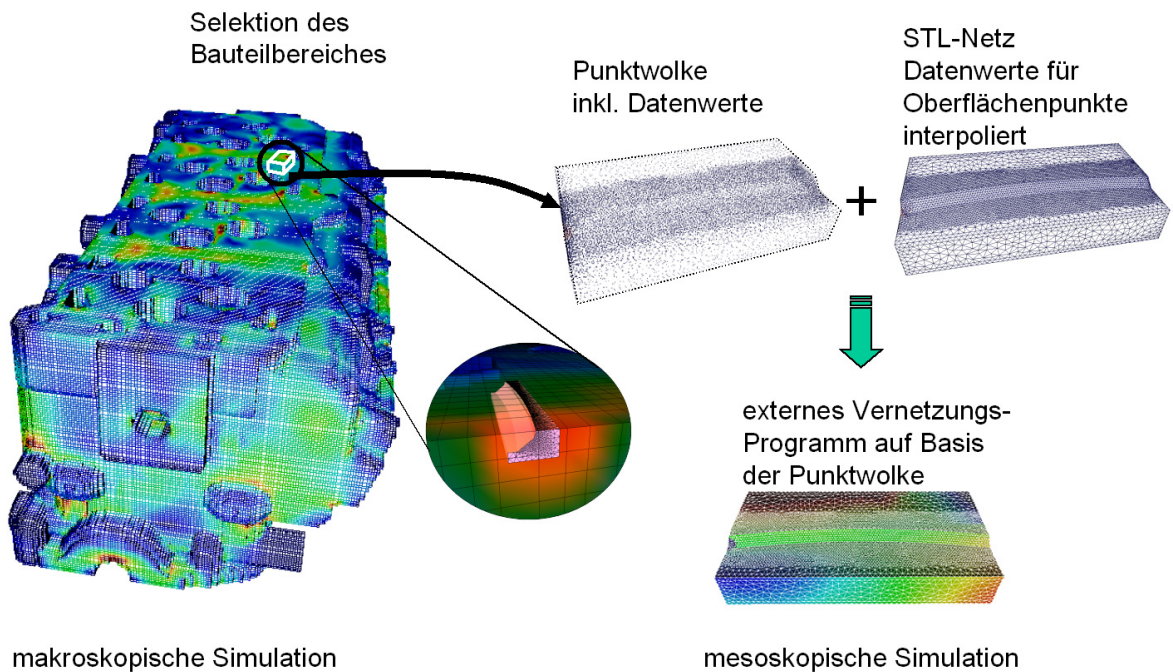 Selektion des
Bauteilbereiches
Punktwolke
inkl. Datenwerte
STL-Netz
Datenwerte für
Oberflächenpunkte
interpoliert
+
externes Vernetzungs-
Programm auf Basis
der Punktwolke
makroskopische Simulation
mesoskopische Simulation